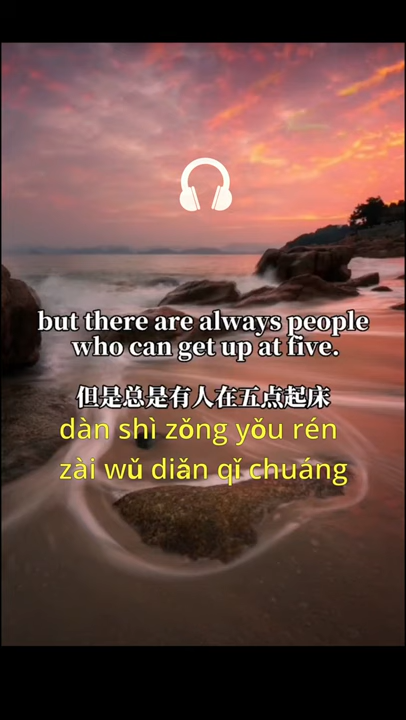 but there are always people
who can get up at five.
但是总是有人在五点起床
dàn shì zǒng yǒu rén
zài wǔ diǎn qǐ chuáng